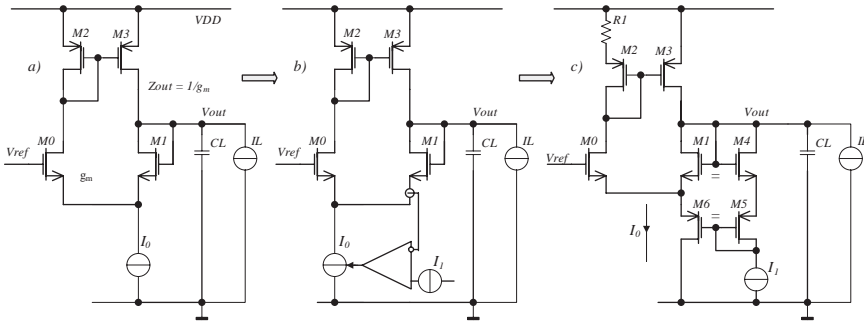 a)
VDD
M2
M3
Zout = 1/gm
Vout
M0
M1
CL
IL
Vref
gm
I0
b)
M2
M3
Vout
M0
M1
CL
IL
Vref
I0
I1
c)
R1
M2
M3
Vout
M0
M1
M4
CL
IL
Vref
=
M6
=
M5
I0
I1